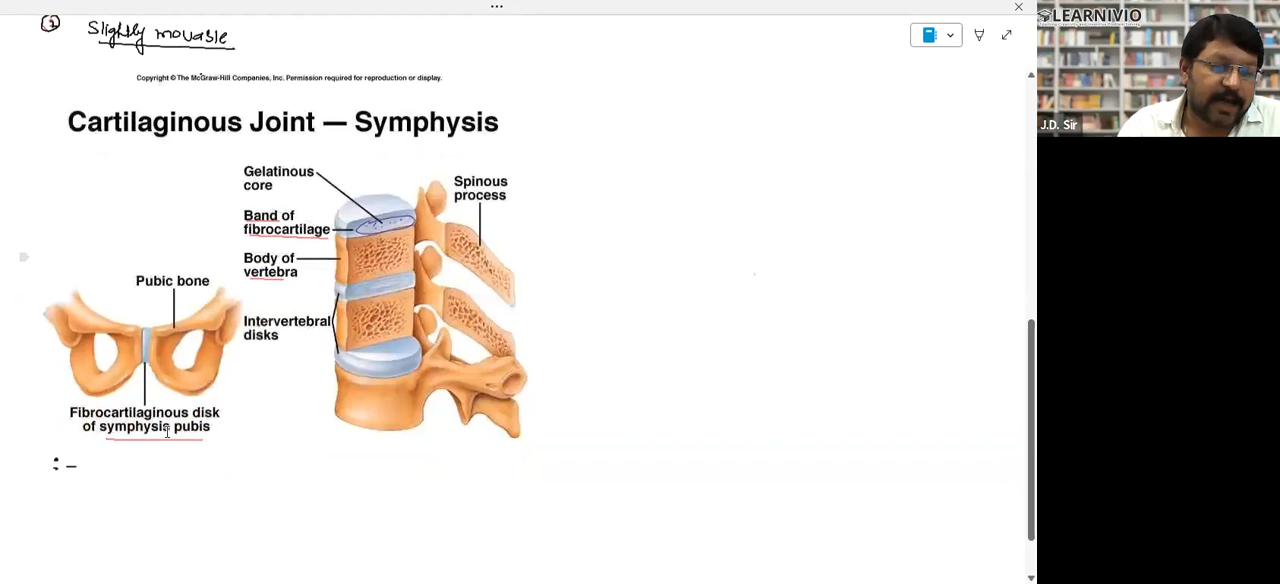 ② Slightly movable
LEARNIVIO
J.D. Sir
Copyright © The McGraw-Hill Companies, Inc. Permission required for reproduction or display.
Cartilaginous Joint — Symphysis
Gelatinous
core
Spinous
process
Band of
fibrocartilage
Body of
vertebra
Pubic bone
Intervertebral
disks
Fibrocartilaginous disk
of symphysis pubis
: –